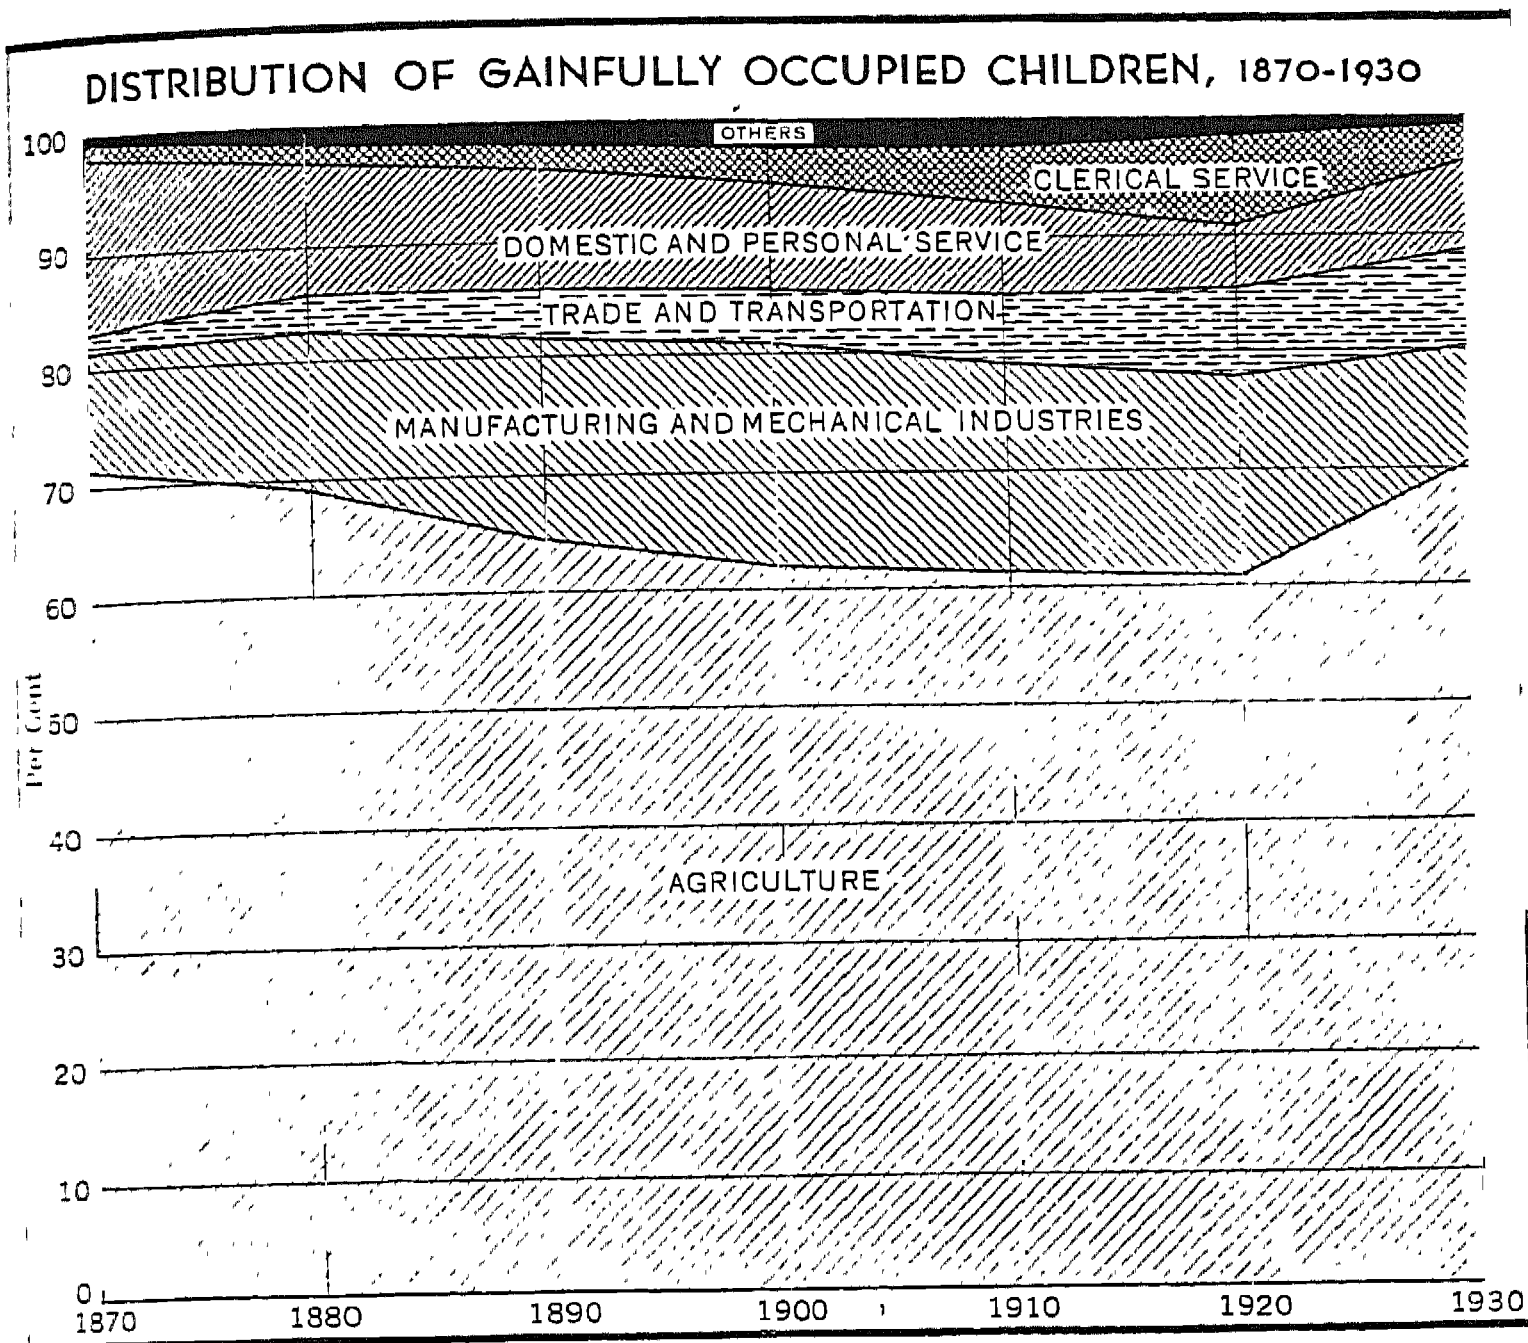 DISTRIBUTION OF GAINFULLY OCCUPIED CHILDREN, 1870-1930
100
OTHERS
CLERICAL SERVICE
DOMESTIC AND PERSONAL SERVICE
90
TRADE AND TRANSPORTATION
80
MANUFACTURING AND MECHANICAL INDUSTRIES
70
60
Per Cent
50
40
AGRICULTURE
30
20
10
0
1870 1880 1890 1900 1910 1920 1930